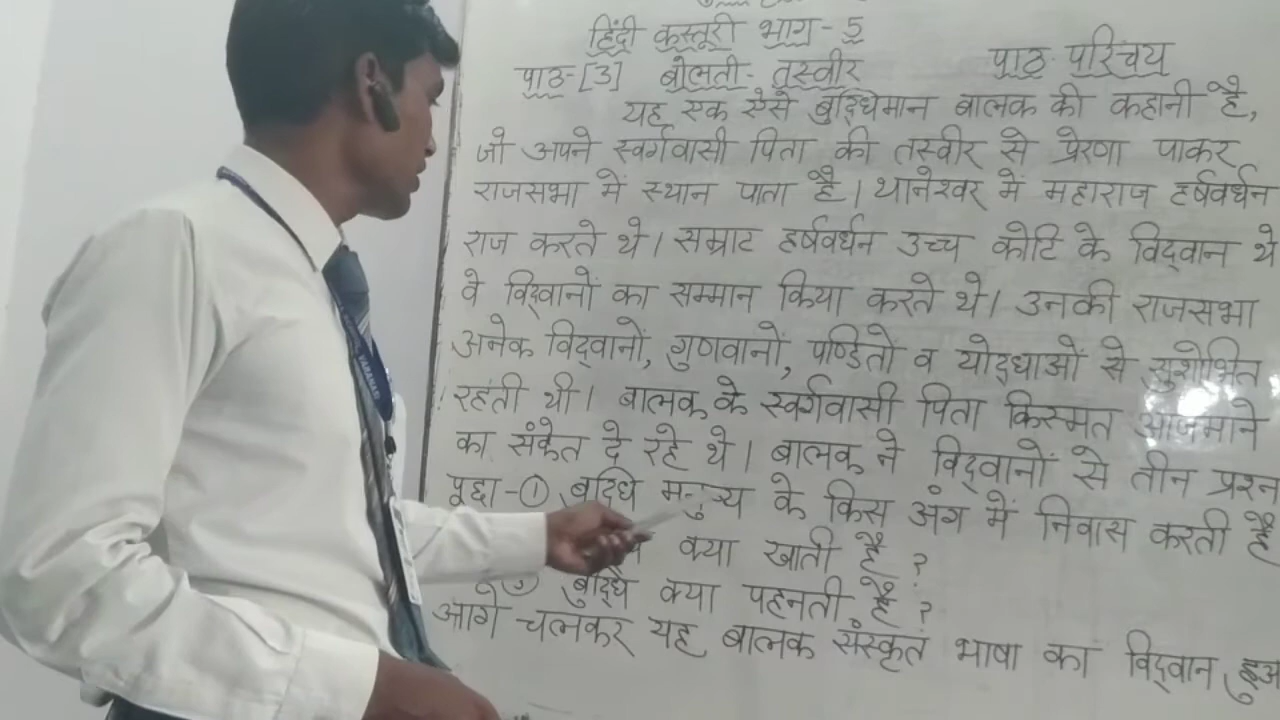 हिंदी कस्तूरी भाग - 5
पाठ-[3] बोलती- तस्वीर पाठ परिचय
यह एक ऐसे बुद्धिमान बालक की कहानी है,
जो अपने स्वर्गवासी पिता की तस्वीर से प्रेरणा पाकर
राजसभा में स्थान पाता है। थानेश्वर में महाराज हर्षवर्धन
राज करते थे। सम्राट हर्षवर्धन उच्च कोटि के विद्वान थे
वे विद्वानों का सम्मान किया करते थे। उनकी राजसभा
अनेक विद्वानों, गुणवानों, पण्डितों व योद्धाओं से सुशोभित
रहती थी। बालक के स्वर्गवासी पिता किस्मत आजमाने
का संकेत दे रहे थे। बालक ने विद्वानों से तीन प्रश्न
पूछा -① बुद्धि मनुष्य के किस अंग में निवास करती है
क्या खाती है ?
बुद्धि क्या पहनती है ?
आगे चलकर यह बालक संस्कृत भाषा का विद्वान